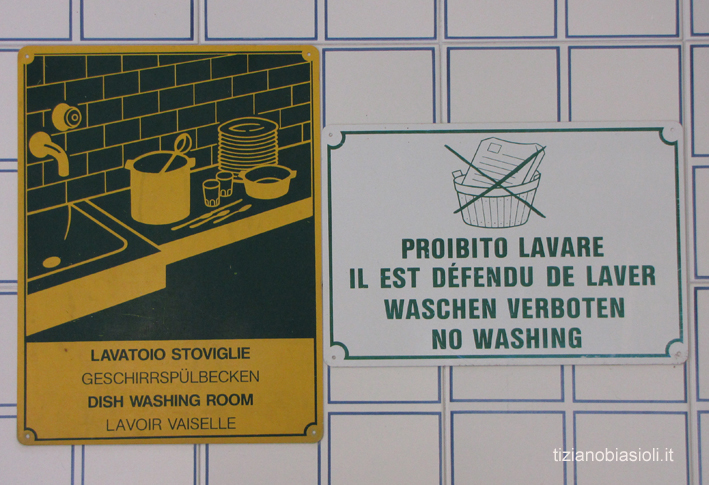 LAVATOIO STOVIGLIE
GESCHIRRSPÜLBECKEN
DISH WASHING ROOM
LAVOIR VAISELLE
PROIBITO LAVARE
IL EST DÉFENDU DE LAVER
WASCHEN VERBOTEN
NO WASHING
tizianobiasioli.it